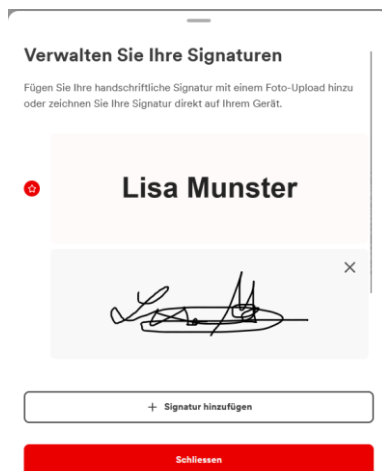 Verwalten Sie Ihre Signaturen
Fügen Sie Ihre handschriftliche Signatur mit einem Foto-Upload hinzu
oder zeichnen Sie Ihre Signatur direkt auf Ihrem Gerät.
Lisa Munster
+ Signatur hinzufügen
Schliessen